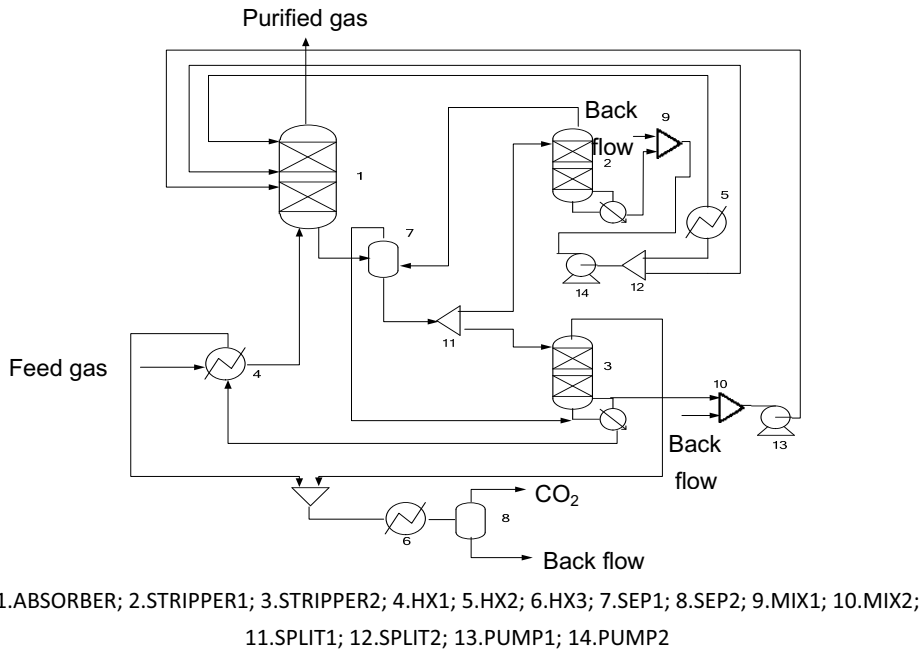 Purified gas
Back
flow
9
1
2
5
7
14
12
11
Feed gas
4
3
10
13
Back
flow
CO2
8
6
Back flow
1.ABSORBER; 2.STRIPPER1; 3.STRIPPER2; 4.HX1; 5.HX2; 6.HX3; 7.SEP1; 8.SEP2; 9.MIX1; 10.MIX2;
11.SPLIT1; 12.SPLIT2; 13.PUMP1; 14.PUMP2